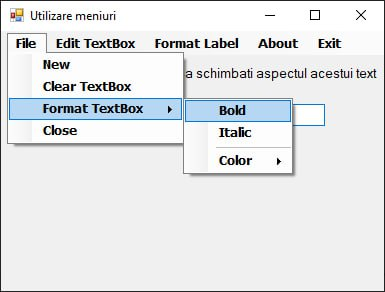 Utilizare meniuri
File Edit TextBox Format Label About Exit
New
a schimbati aspectul acestui text
Clear TextBox
Format TextBox
Bold
Close
Italic
Color